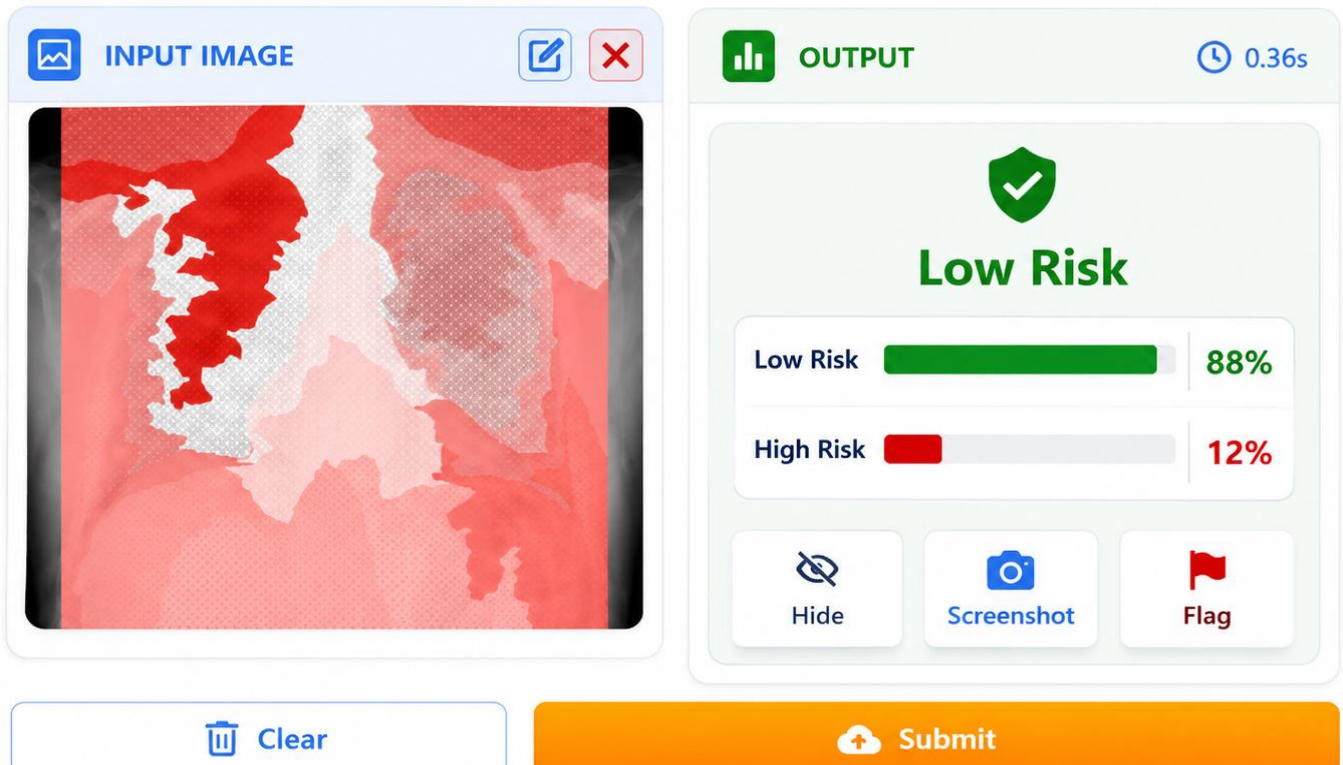 INPUT IMAGE
OUTPUT
0.36s
Low Risk
Low Risk 88%
High Risk 12%
Hide
Screenshot
Flag
Clear
Submit